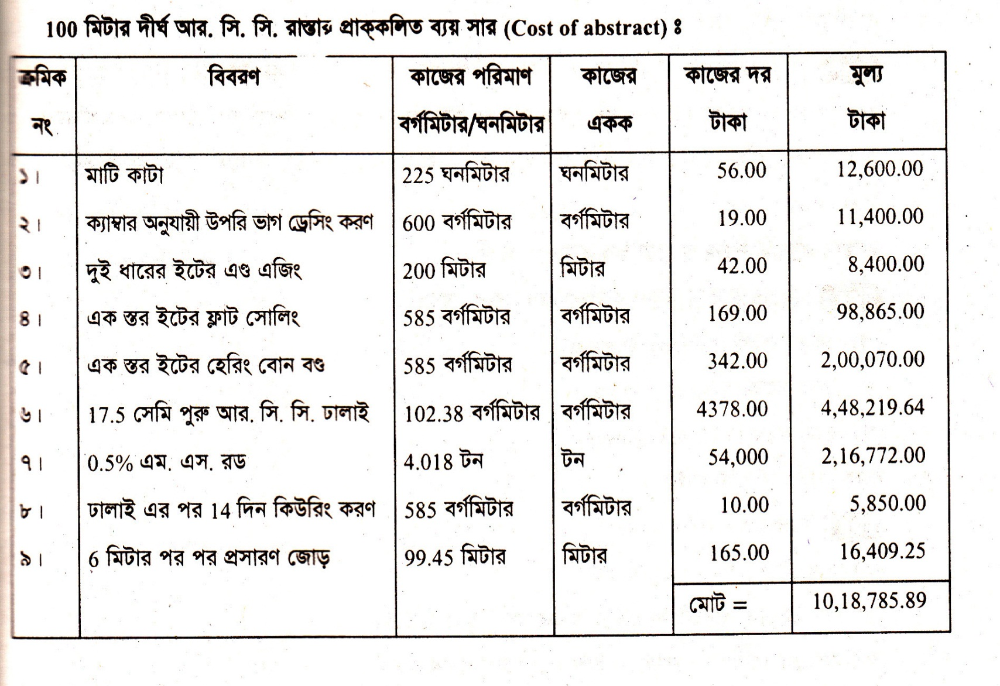 100 মিটার দীর্ঘ আর. সি. সি. রাস্তার প্রাক্‌কলিত ব্যয় সার (Cost of abstract) ঃ
ক্রমিক নং বিবরণ কাজের পরিমাণ বর্গমিটার/ঘনমিটার কাজের একক কাজের দর টাকা মুল্য টাকা
১। মাটি কাটা 225 ঘনমিটার ঘনমিটার 56.00 12,600.00
২। ক্যাম্বার অনুযায়ী উপরি ভাগ ড্রেসিং করণ 600 বর্গমিটার বর্গমিটার 19.00 11,400.00
৩। দুই ধারের ইটের এণ্ড এজিং 200 মিটার মিটার 42.00 8,400.00
৪। এক স্তর ইটের ফ্লাট সোলিং 585 বর্গমিটার বর্গমিটার 169.00 98,865.00
৫। এক স্তর ইটের হেরিং বোন বণ্ড 585 বর্গমিটার বর্গমিটার 342.00 2,00,070.00
৬। 17.5 সেমি পুরু আর. সি. সি. ঢালাই 102.38 বর্গমিটার বর্গমিটার 4378.00 4,48,219.64
৭। 0.5% এম. এস. রড 4.018 টন টন 54,000 2,16,772.00
৮। ঢালাই এর পর 14 দিন কিউরিং করণ 585 বর্গমিটার বর্গমিটার 10.00 5,850.00
৯। 6 মিটার পর পর প্রসারণ জোড় 99.45 মিটার মিটার 165.00 16,409.25
মোট = 10,18,785.89